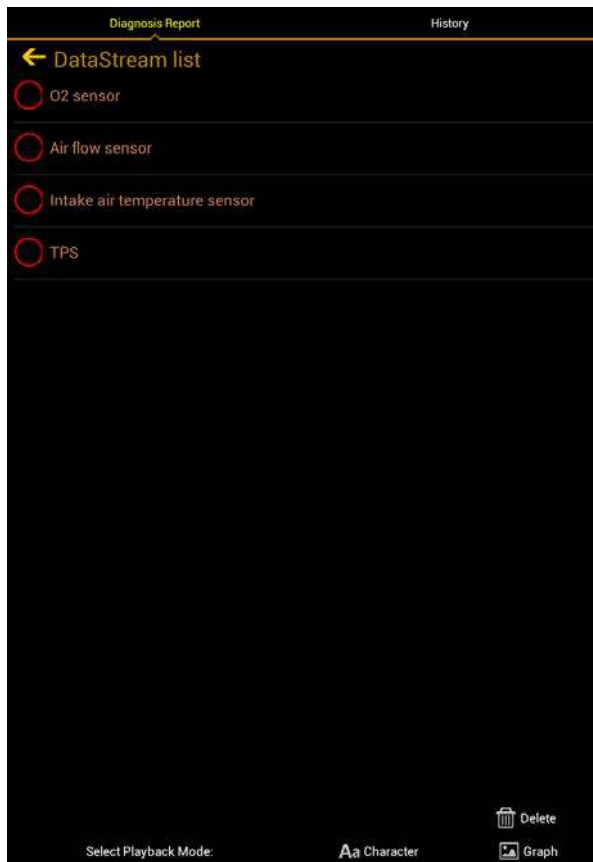 Diagnosis Report History
DataStream list
O2 sensor
Air flow sensor
Intake air temperature sensor
TPS
Delete
Select Playback Mode: Aa Character Graph